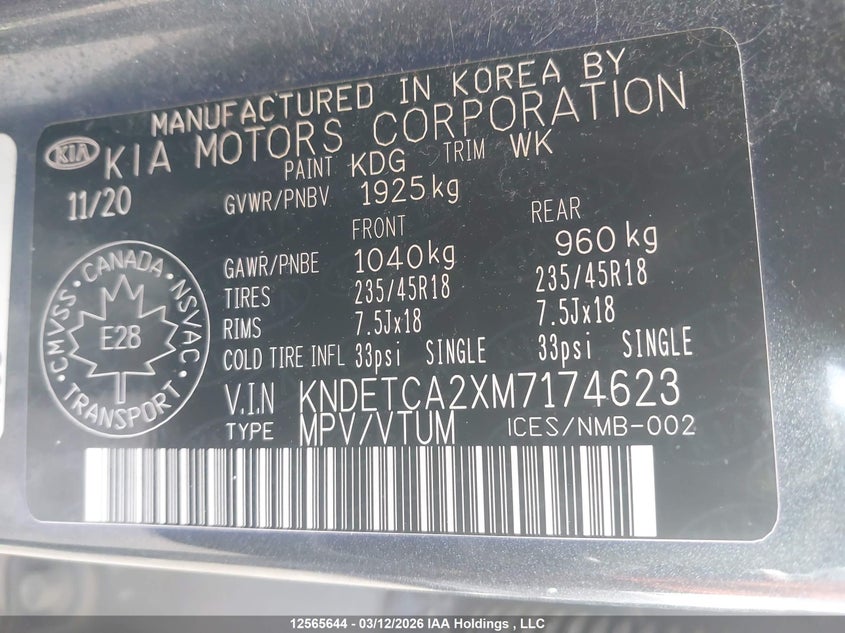 MANUFACTURED IN KOREA BY
KIA KIA MOTORS CORPORATION
11/20 PAINT KDG TRIM WK
GVWR/PNBV 1925kg
FRONT REAR
GAWR/PNBE 1040kg 960kg
TIRES 235/45R18 235/45R18
RIMS 7.5Jx18 7.5Jx18
COLD TIRE INFL 33psi SINGLE 33psi SINGLE
V.I.N KNDETCA2XM7174623
TYPE MPV/VTUM ICES/NMB-002
CMVSS • CANADA • NSVAC • TRANSPORT •
E28
12565644 - 03/12/2026 IAA Holdings , LLC